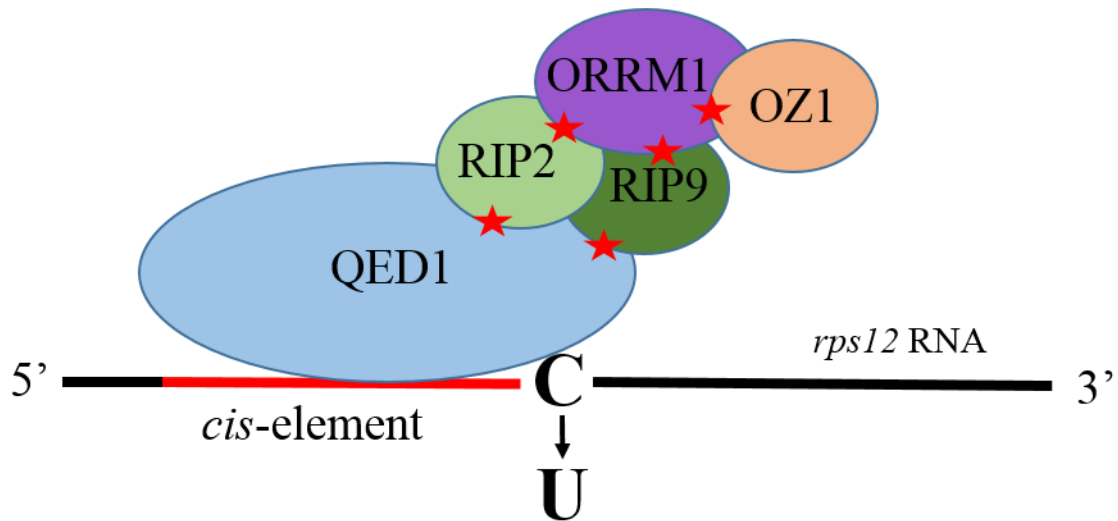 ORRM1
OZ1
RIP2
RIP9
QED1
rps12 RNA
5’
C
3’
cis-element
U